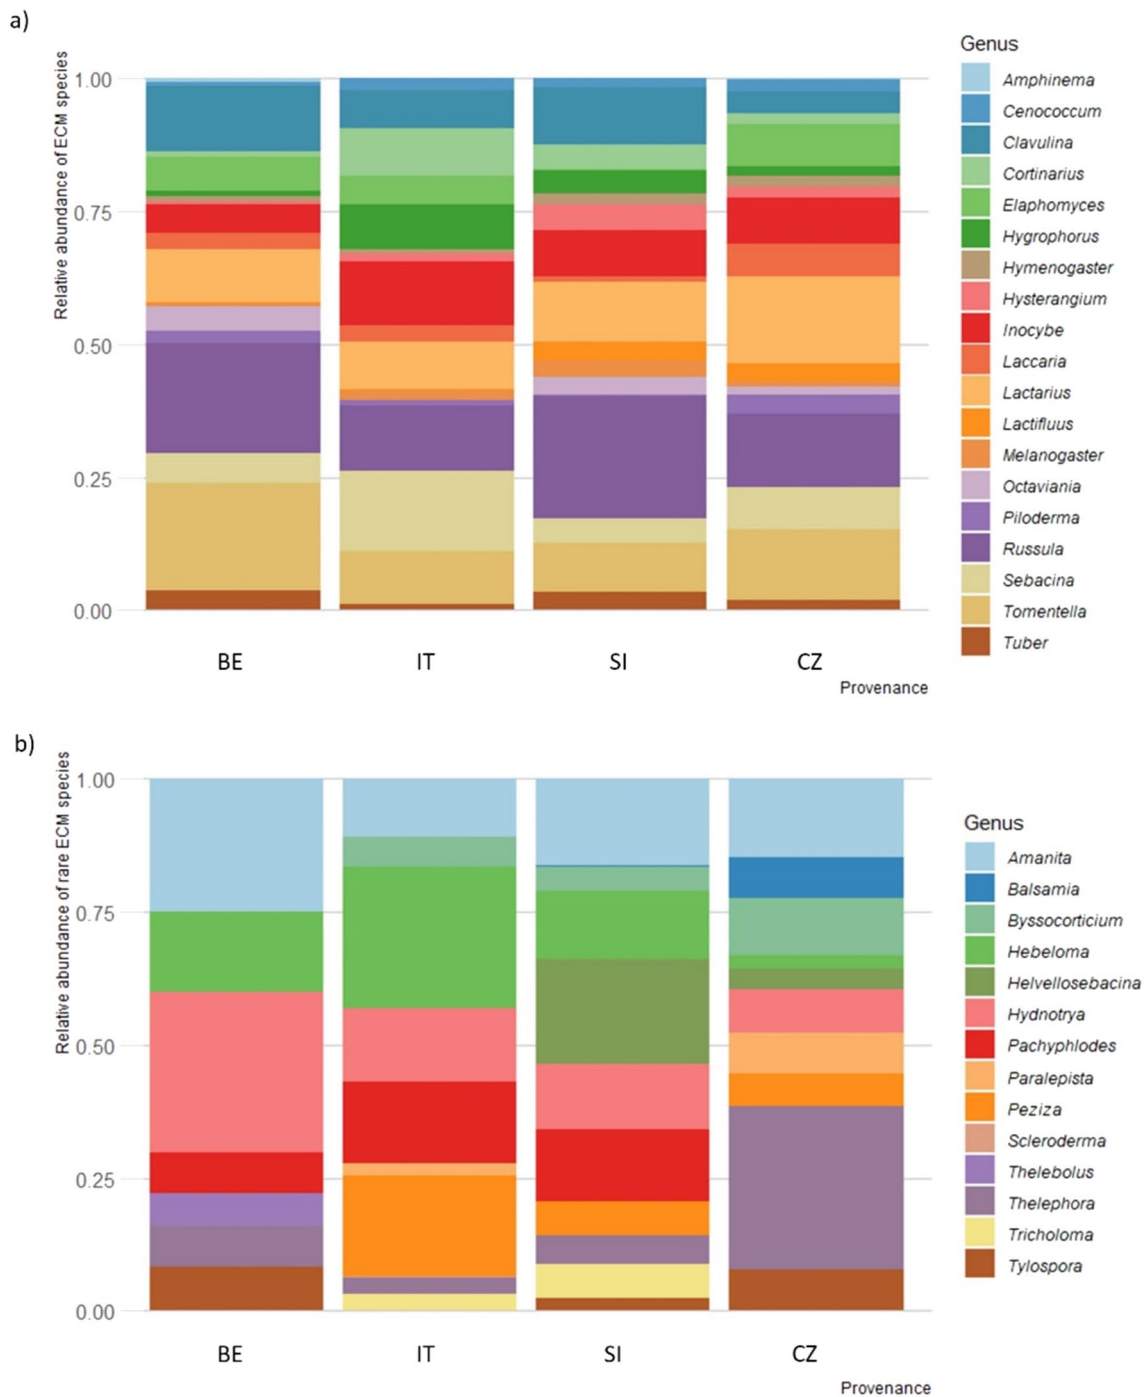 a)
Relative abundance of ECM species
1.00
0.75
0.50
0.25
0.00
BE IT SI CZ
Provenance
Genus
Amphinema
Cenococcum
Clavulina
Cortinarius
Elaphomyces
Hygrophorus
Hymenogaster
Hysterangium
Inocybe
Laccaria
Lactarius
Lactifluus
Melanogaster
Octaviania
Piloderma
Russula
Sebacina
Tomentella
Tuber
b)
Relative abundance of rare ECM species
1.00
0.75
0.50
0.25
0.00
BE IT SI CZ
Provenance
Genus
Amanita
Balsamia
Byssocorticium
Hebeloma
Helvellosebacina
Hydnotrya
Pachyphlodes
Paralepista
Peziza
Scleroderma
Thelebolus
Thelephora
Tricholoma
Tylospora